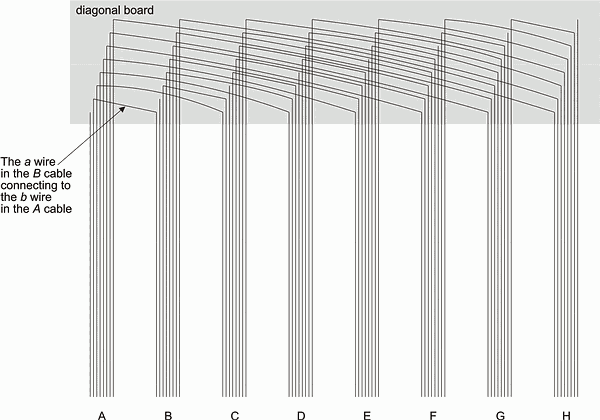 diagonal board
The a wire
in the B cable
connecting to
the b wire
in the A cable
A B C D E F G H